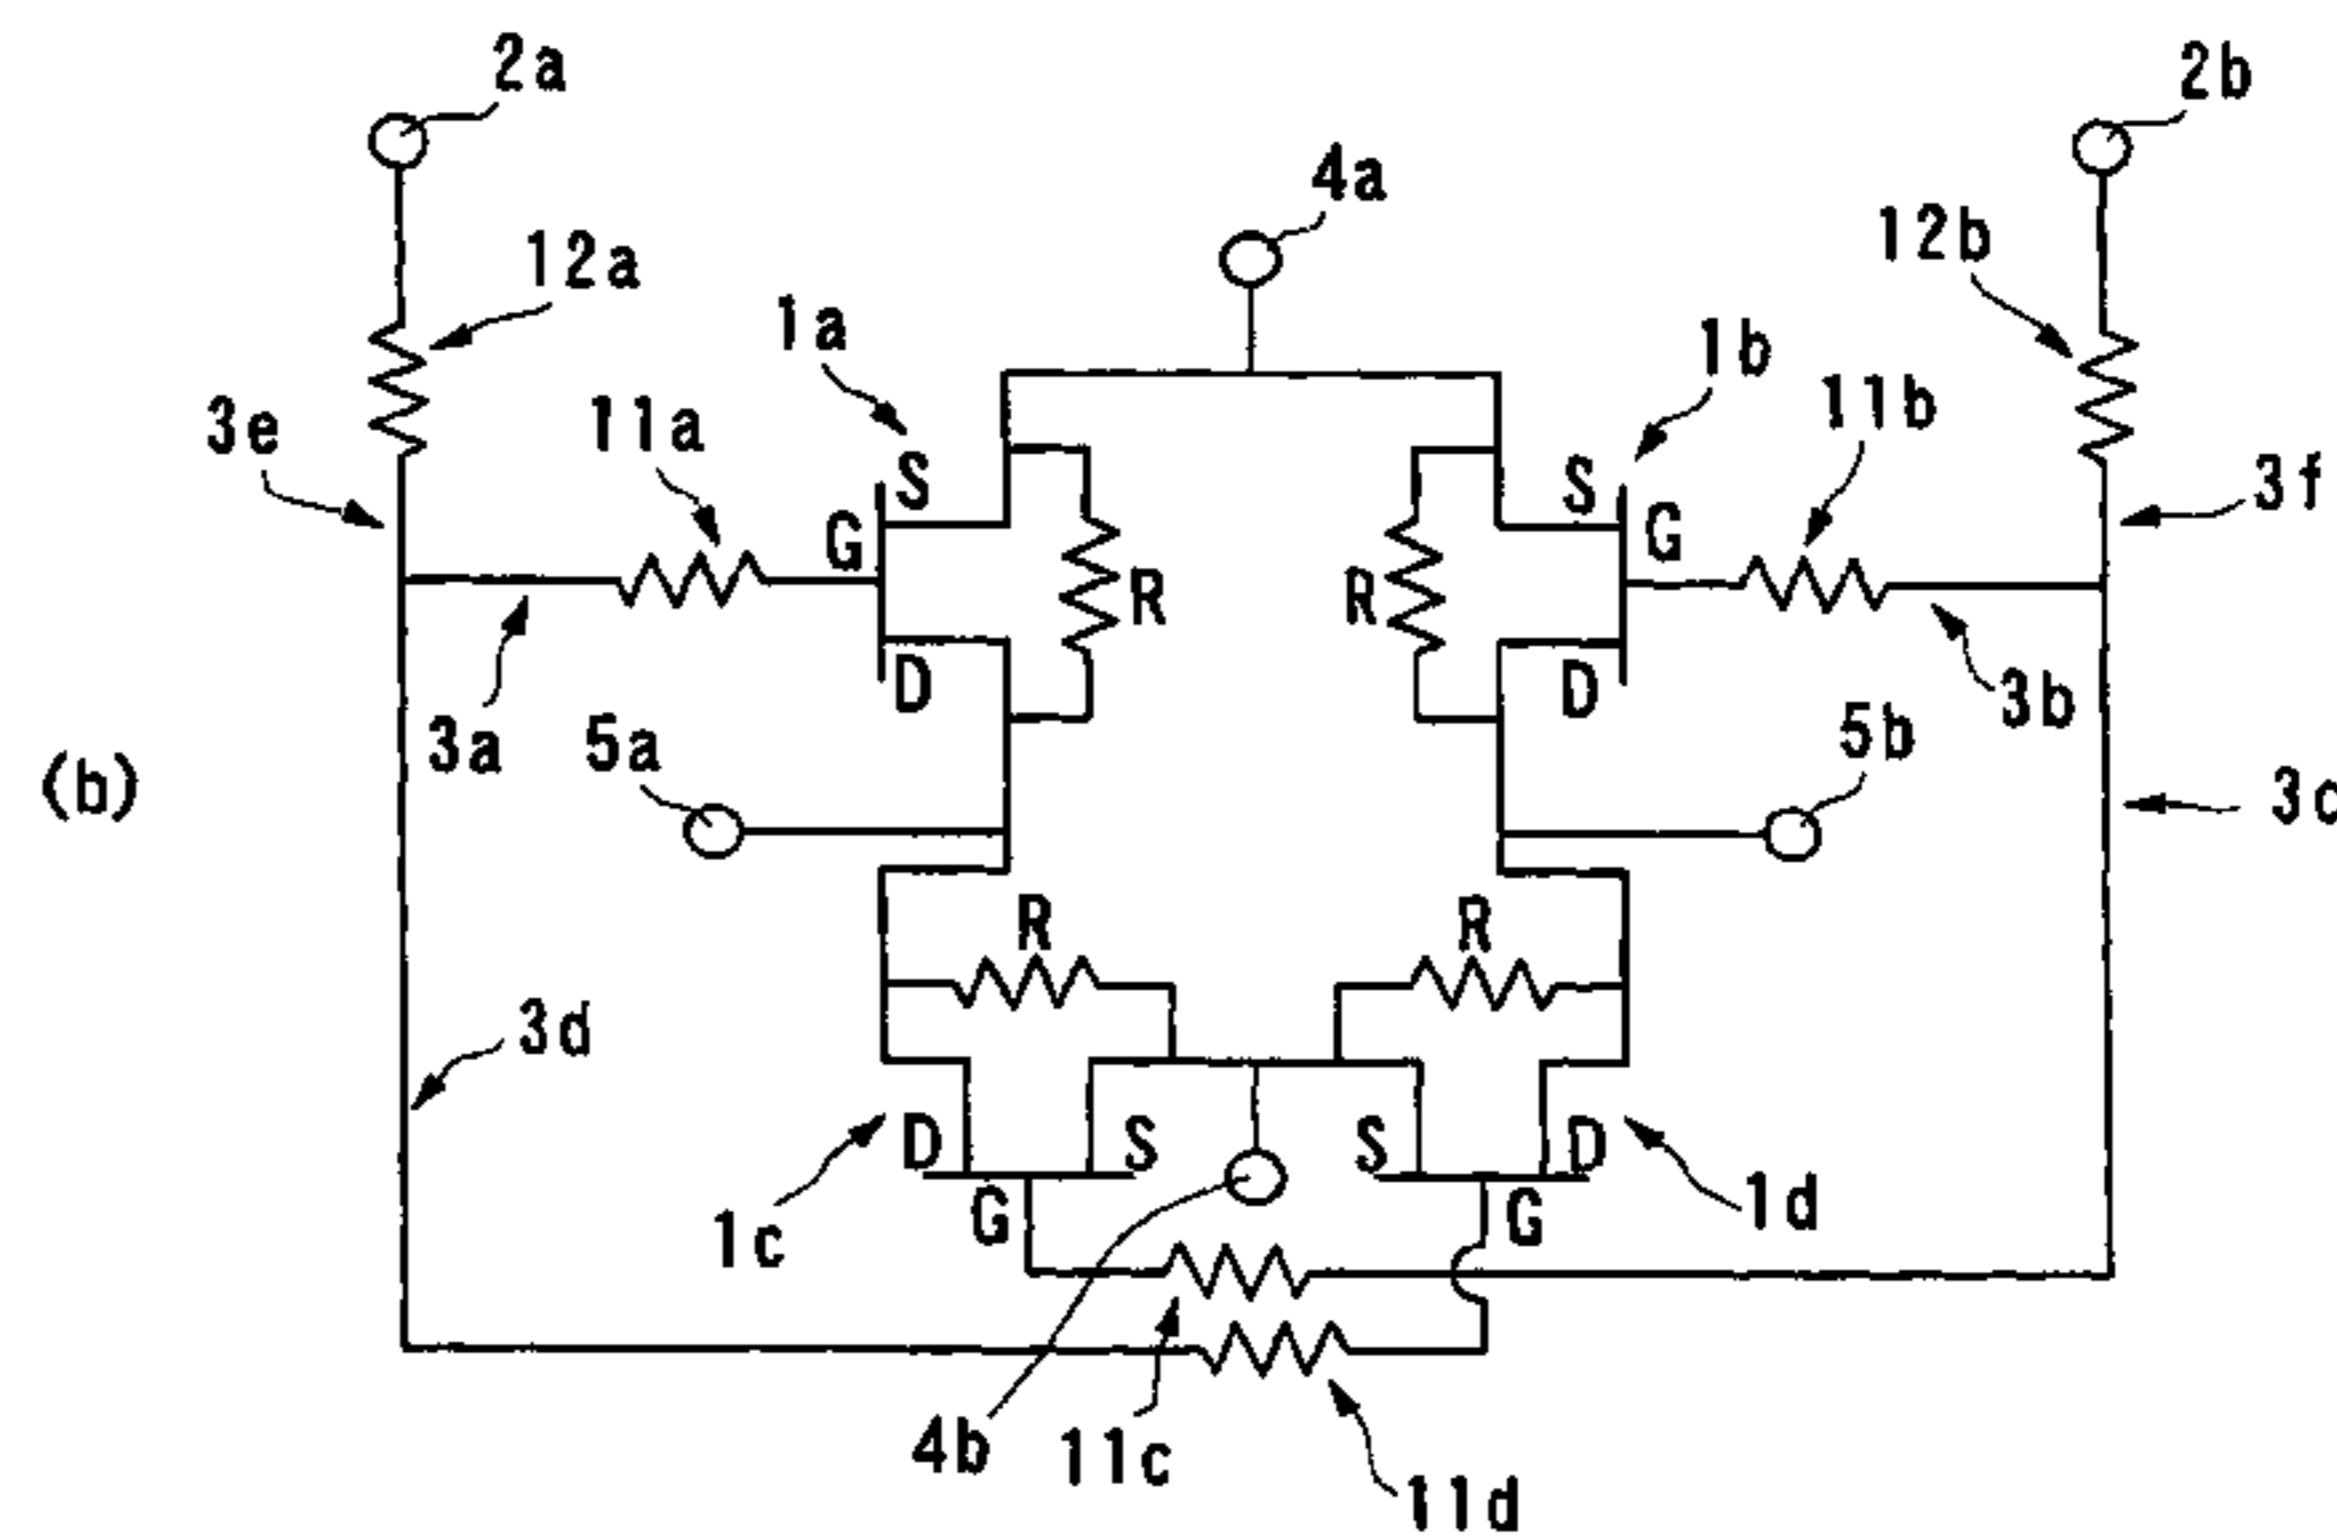 2a 2b
4a
12a 12b
1a 1b
3e 11a 11b
S S 3f
G G
R R
D D
3a 5a 3b 5b
(b) 3c
R R
3d
D S S D
1c G G 1d
4b 11c
11d